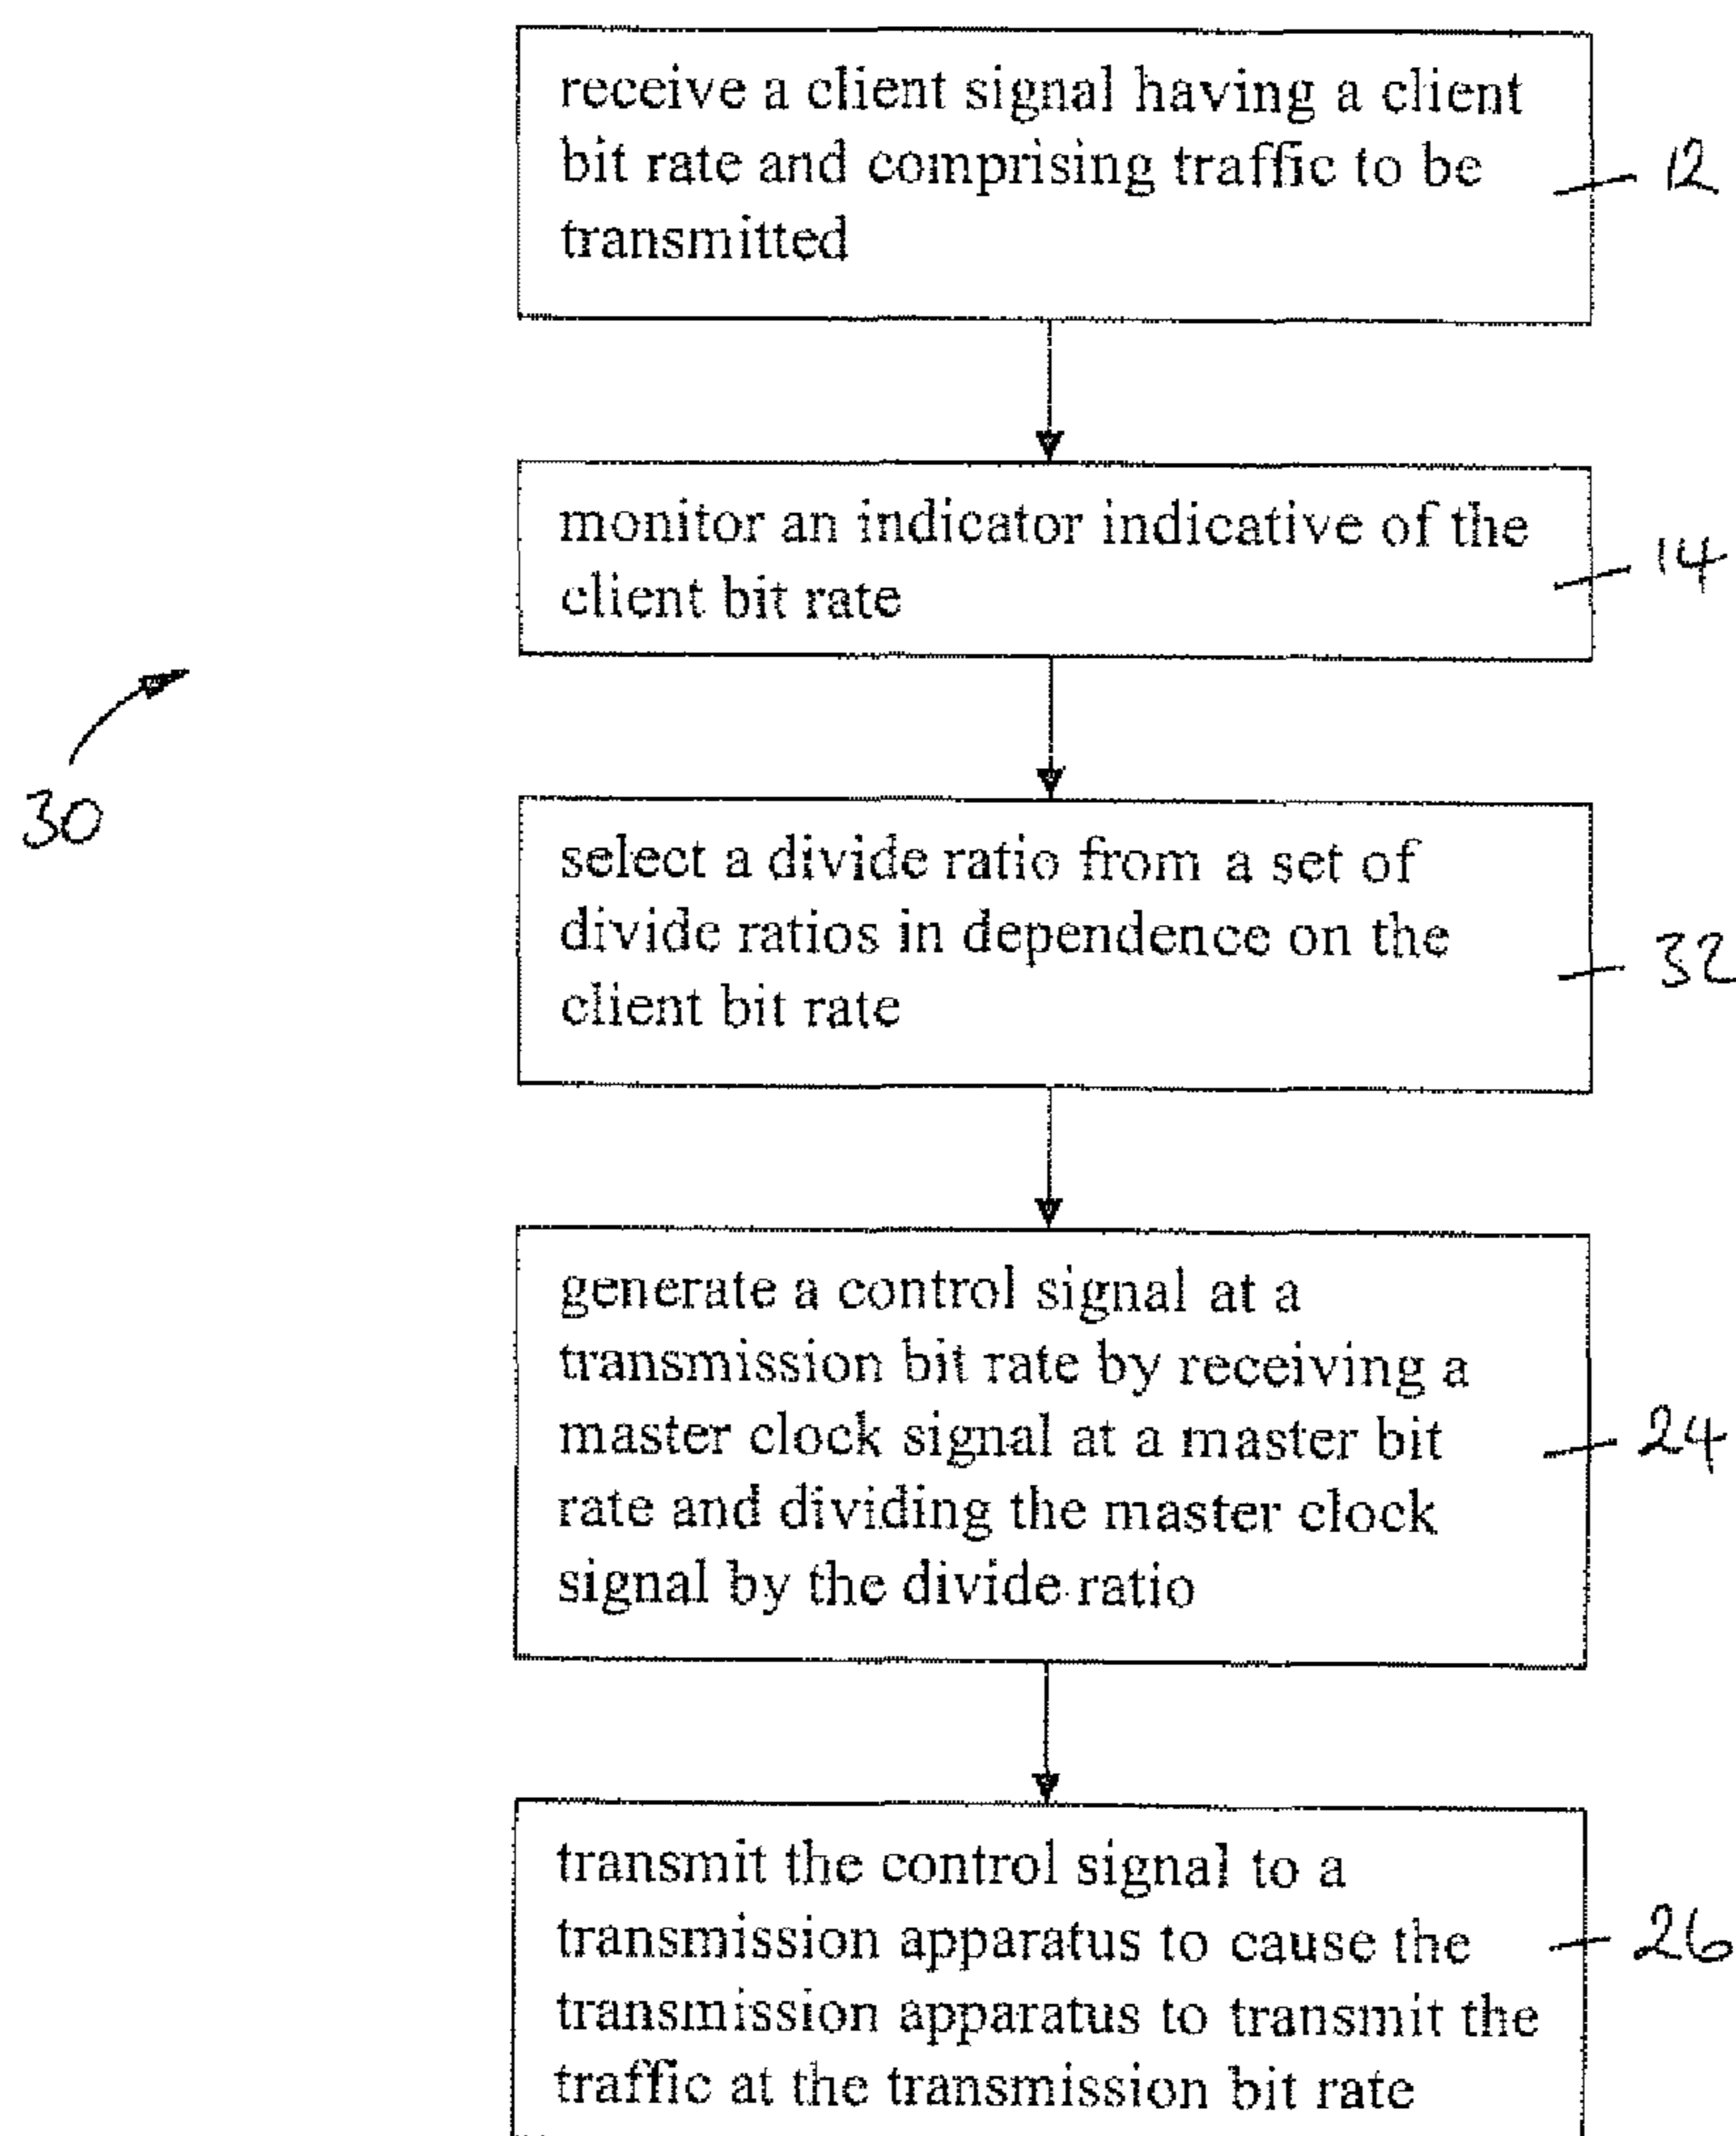 receive a client signal having a client
bit rate and comprising traffic to be
transmitted
12
monitor an indicator indicative of the
client bit rate
14
30
select a divide ratio from a set of
divide ratios in dependence on the
client bit rate
32
generate a control signal at a
transmission bit rate by receiving a
master clock signal at a master bit
rate and dividing the master clock
signal by the divide ratio
24
transmit the control signal to a
transmission apparatus to cause the
transmission apparatus to transmit the
traffic at the transmission bit rate
26